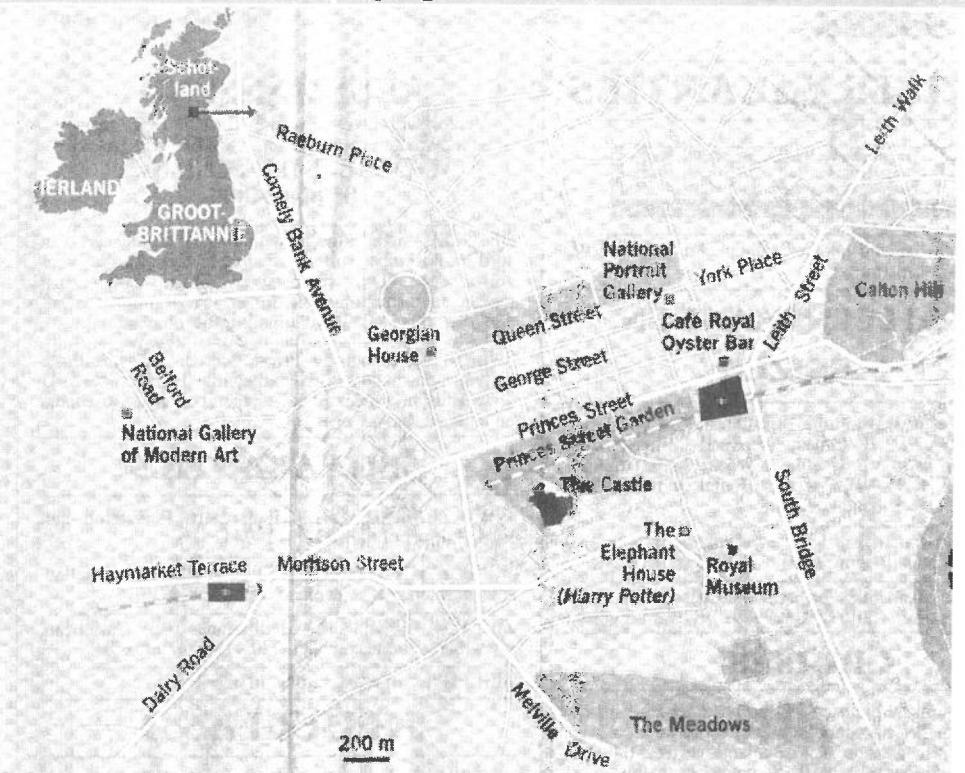 Schot-
land
IERLAND
GROOT-
BRITTANNIË
Raeburn Place
Comely Bank Avenue
Leith Walk
National
Portrait
Gallery
York Place
Leith Street
Calton Hill
Georgian
House
Queen Street
Café Royal
Oyster Bar
George Street
Belford
Road
National Gallery
of Modern Art
Princes Street
Princes Street Garden
The Castle
South Bridge
The
Elephant
House
(Harry Potter)
Royal
Museum
Haymarket Terrace
Morrison Street
Dalry Road
Melville Drive
The Meadows
200 m